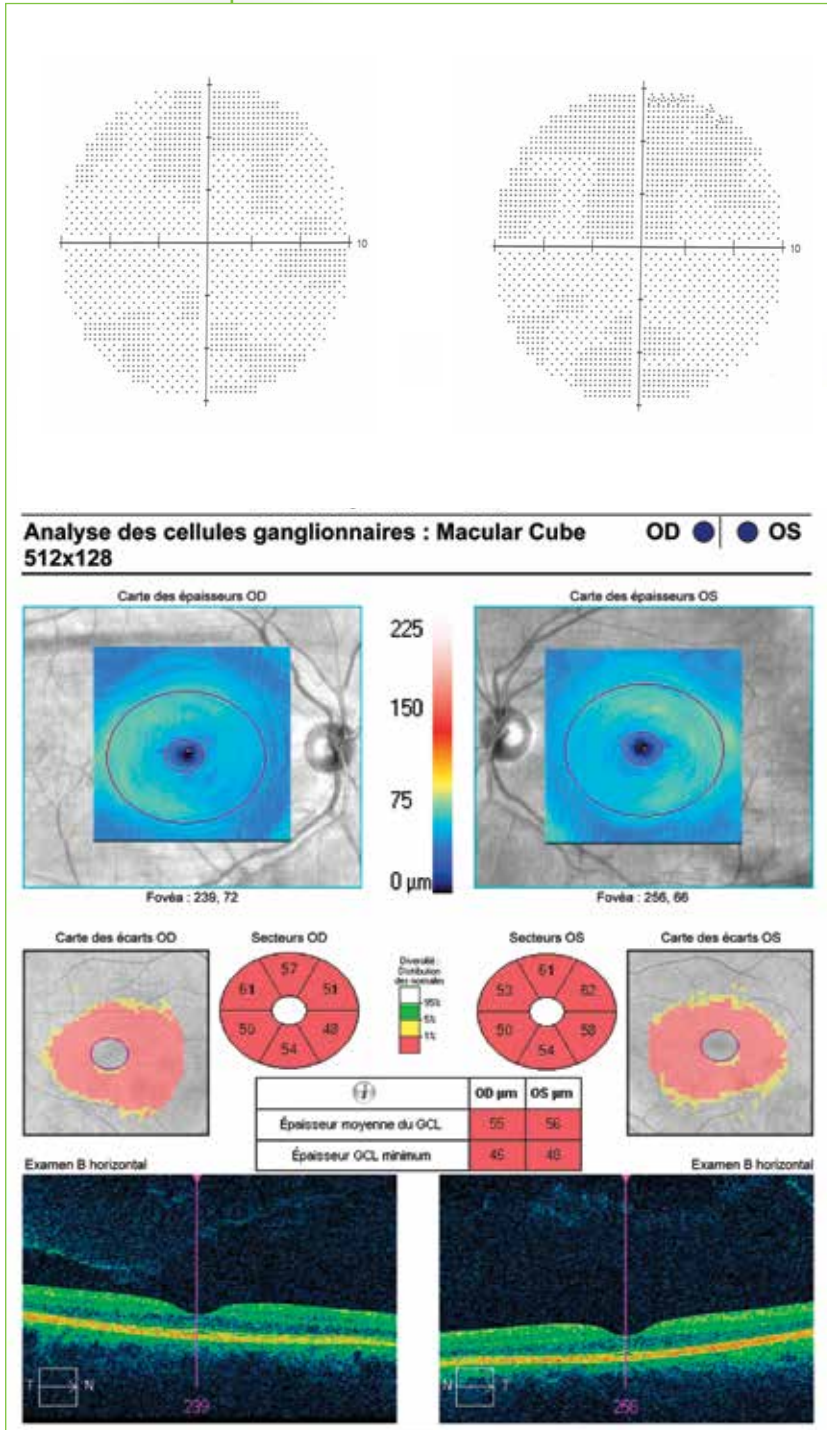 10
10
Analyse des cellules ganglionnaires : Macular Cube 512x128
OD
OS
Carte des épaisseurs OD
Carte des épaisseurs OS
225
150
75
0 µm
Fovéa : 239, 72
Fovéa : 256, 66
Carte des écarts OD
Secteurs OD
Secteurs OS
Carte des écarts OS
57
61
51
50
48
54
Distribution
des normales
95%
5%
1%
61
53
62
50
58
54
OD µm
OS µm
Épaisseur moyenne du GCL
55
56
Épaisseur GCL minimum
48
Examen B horizontal
Examen B horizontal
T
N
239
N
T
256